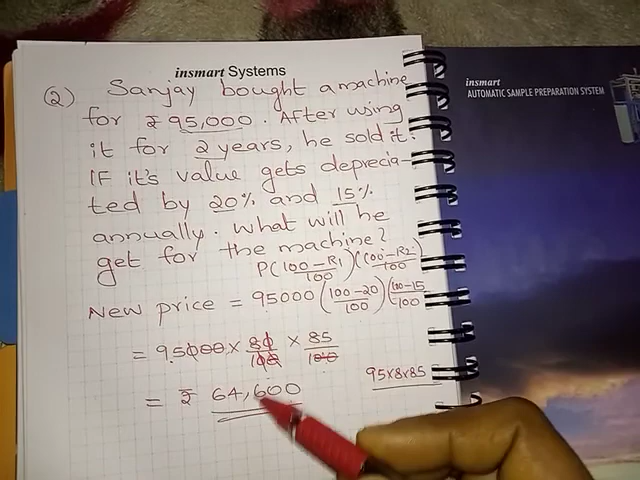 insmart Systems
Q) Sanjay bought a machine
for ₹ 95,000. After using
it for 2 years, he sold it.
IF it's value gets deprecia-
ted by 20% and 15%
annually. What will he
get for the machine?
P(100-R1/100)(100-R2/100)
New price = 95000 (100-20/100)(100-15/100
= 95000 × 80/100 × 85/100
95×8×85
= ₹ 64,600
insmart
AUTOMATIC SAMPLE PREPARATION SYSTEM